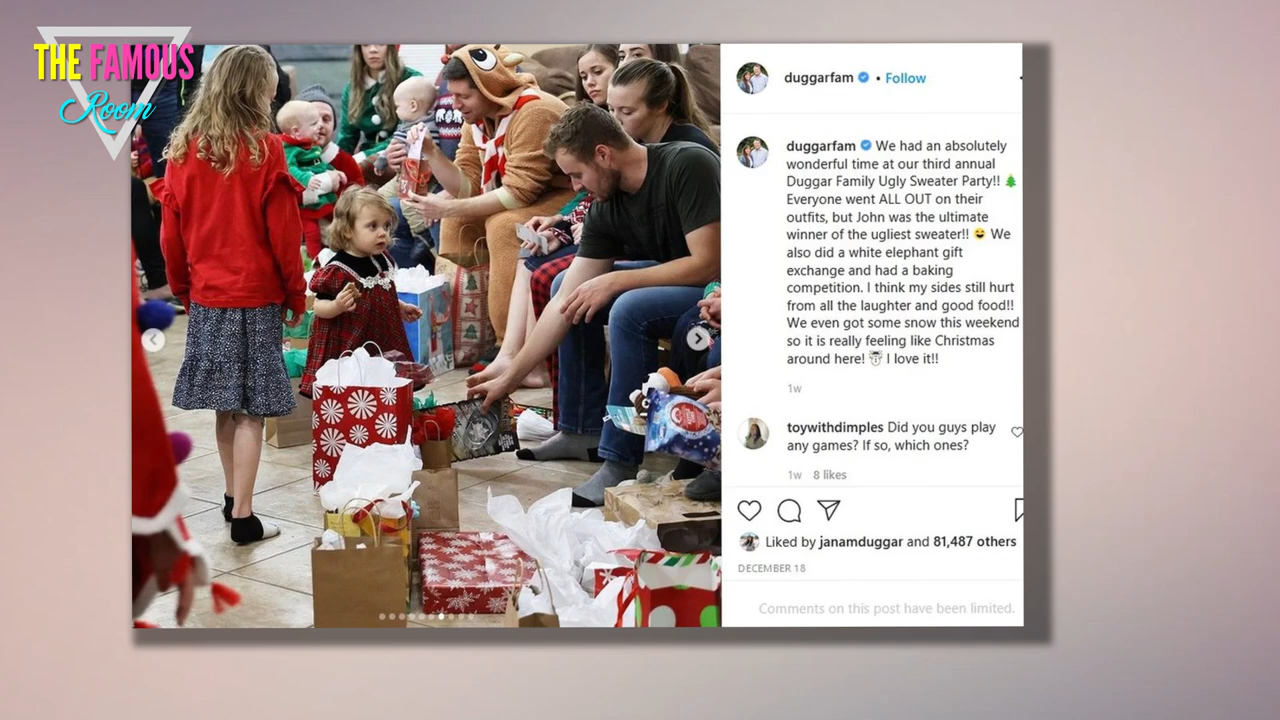 THE FAMOUS
Room
duggarfam • Follow
duggarfam We had an absolutely
wonderful time at our third annual
Duggar Family Ugly Sweater Party!! 🎄
Everyone went ALL OUT on their
outfits, but John was the ultimate
winner of the ugliest sweater!! 😆 We
also did a white elephant gift
exchange and had a baking
competition. I think my sides still hurt
from all the laughter and good food!!
We even got some snow this weekend
so it is really feeling like Christmas
around here! ☃️ I love it!!
1w
toywithdimples Did you guys play
any games? If so, which ones?
1w 8 likes
Liked by janamduggar and 81,487 others
DECEMBER 18
Comments on this post have been limited.